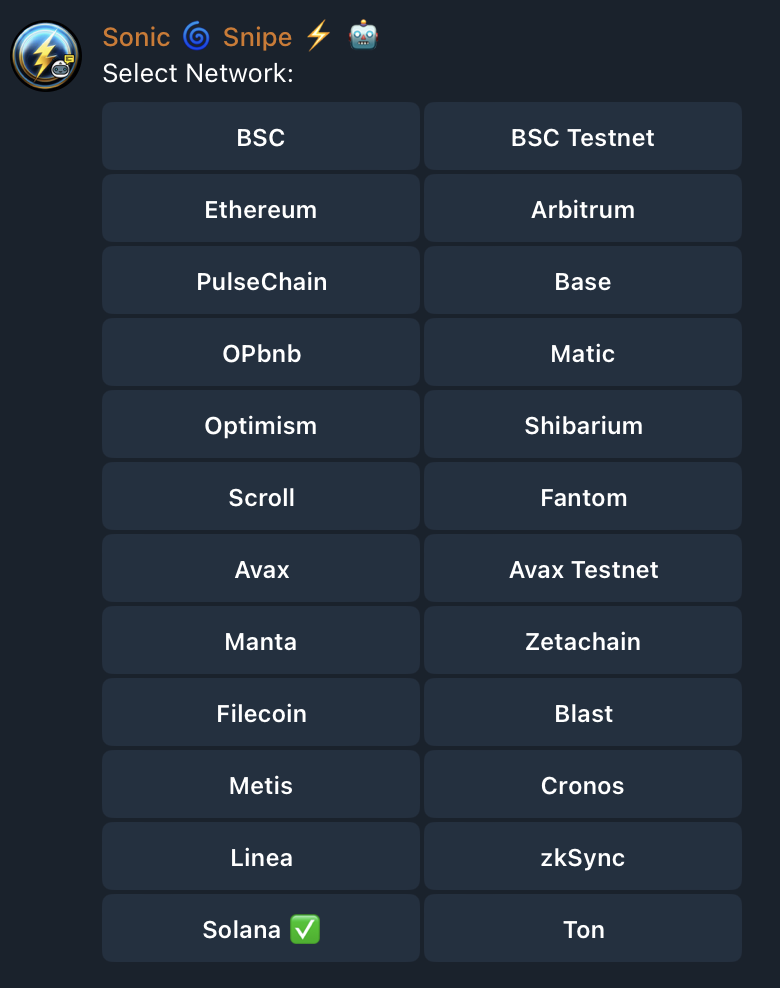 Sonic 🌀 Snipe ⚡ 🤖
Select Network:
BSC
BSC Testnet
Ethereum
Arbitrum
PulseChain
Base
OPbnb
Matic
Optimism
Shibarium
Scroll
Fantom
Avax
Avax Testnet
Manta
Zetachain
Filecoin
Blast
Metis
Cronos
Linea
zkSync
Solana ✅
Ton